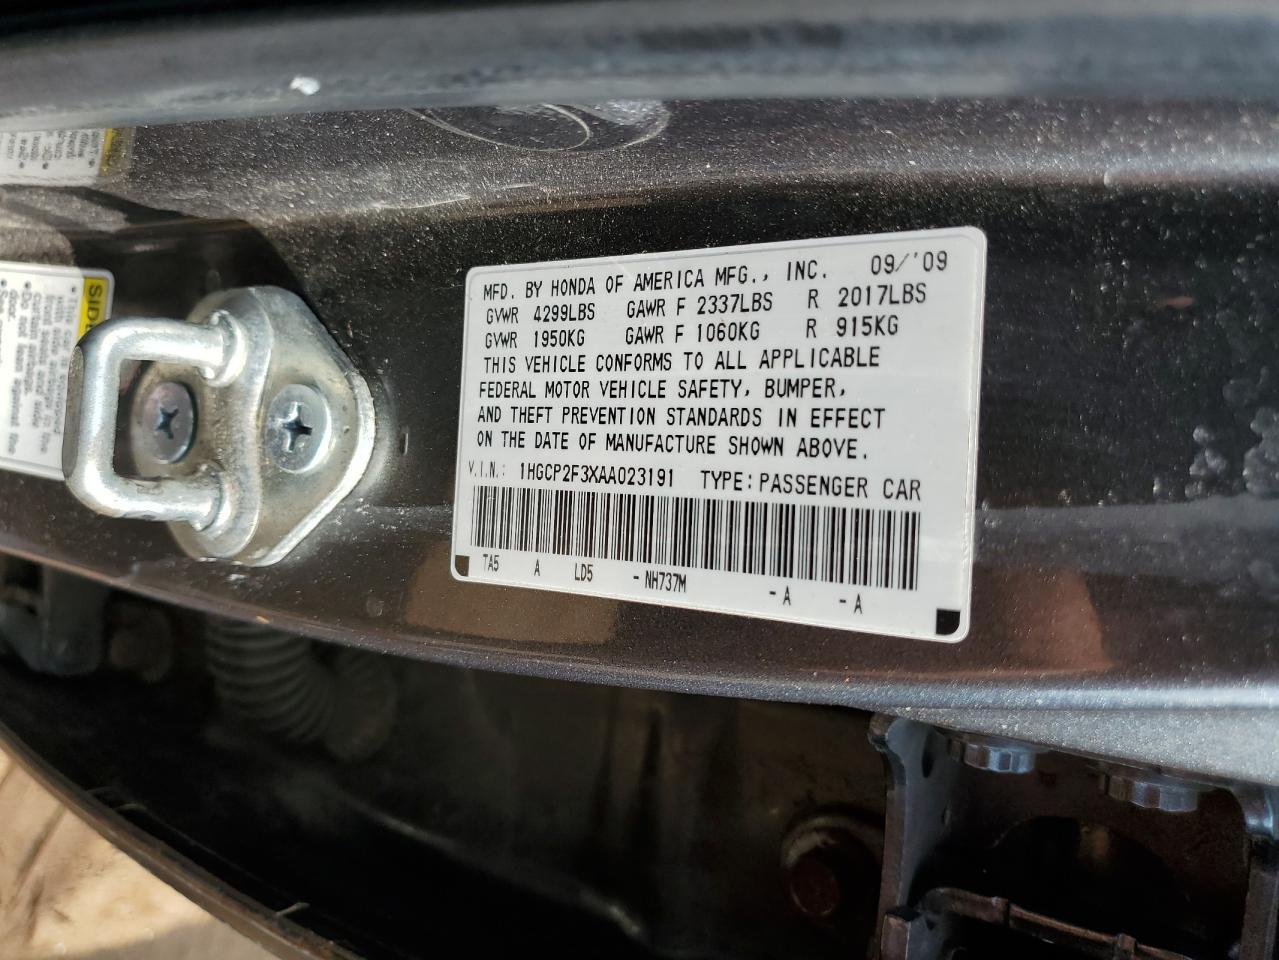 MFD. BY HONDA OF AMERICA MFG., INC. 09/'09
GVWR 4299LBS GAWR F 2337LBS R 2017LBS
GVWR 1950KG GAWR F 1060KG R 915KG
THIS VEHICLE CONFORMS TO ALL APPLICABLE
FEDERAL MOTOR VEHICLE SAFETY, BUMPER,
AND THEFT PREVENTION STANDARDS IN EFFECT
ON THE DATE OF MANUFACTURE SHOWN ABOVE.
V.I.N.: 1HGCP2F3XAA023191 TYPE: PASSENGER CAR
TA5 A LD5 - NH737M - A - A
SIDE